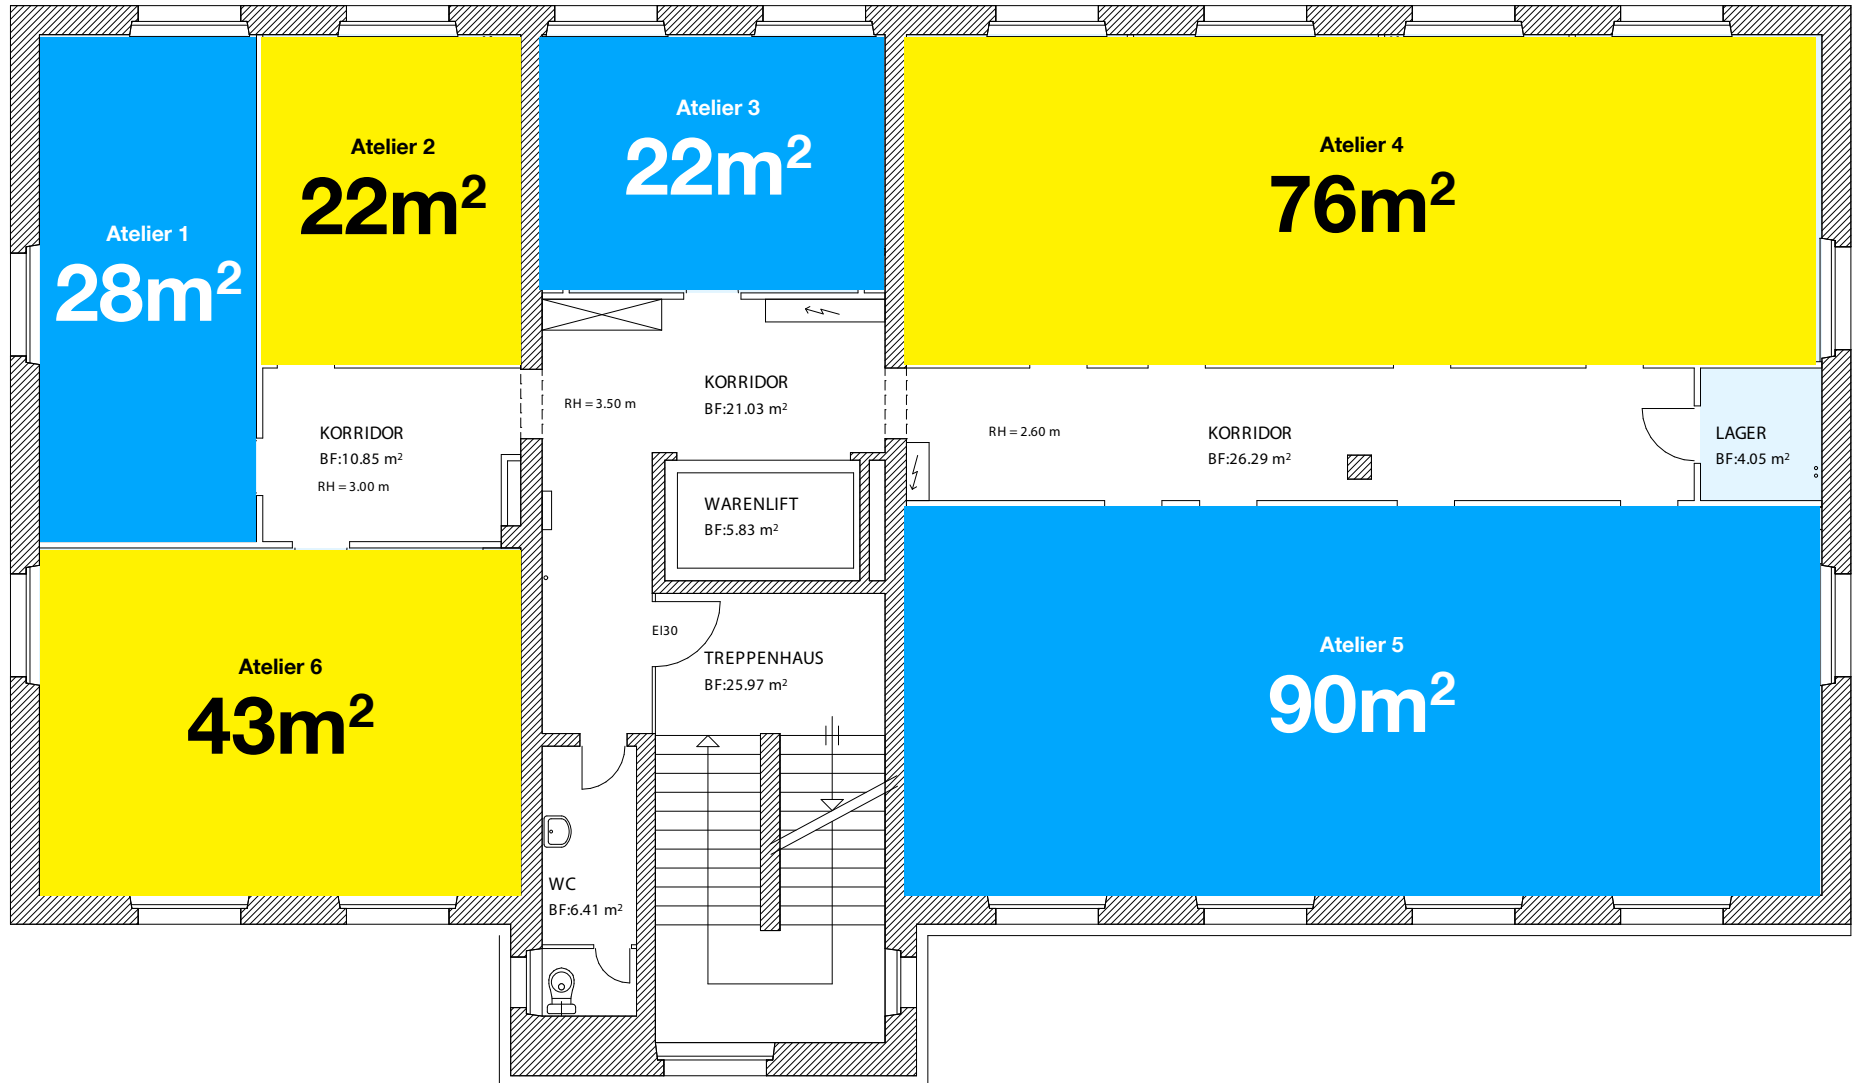 Atelier 1
28m²
Atelier 2
22m²
Atelier 3
22m²
Atelier 4
76m²
KORRIDOR
BF:10.85 m²
RH = 3.00 m
RH = 3.50 m
KORRIDOR
BF:21.03 m²
RH = 2.60 m
KORRIDOR
BF:26.29 m²
LAGER
BF:4.05 m²
WARENLIFT
BF:5.83 m²
EI30
TREPPENHAUS
BF:25.97 m²
Atelier 6
43m²
Atelier 5
90m²
WC
BF:6.41 m²